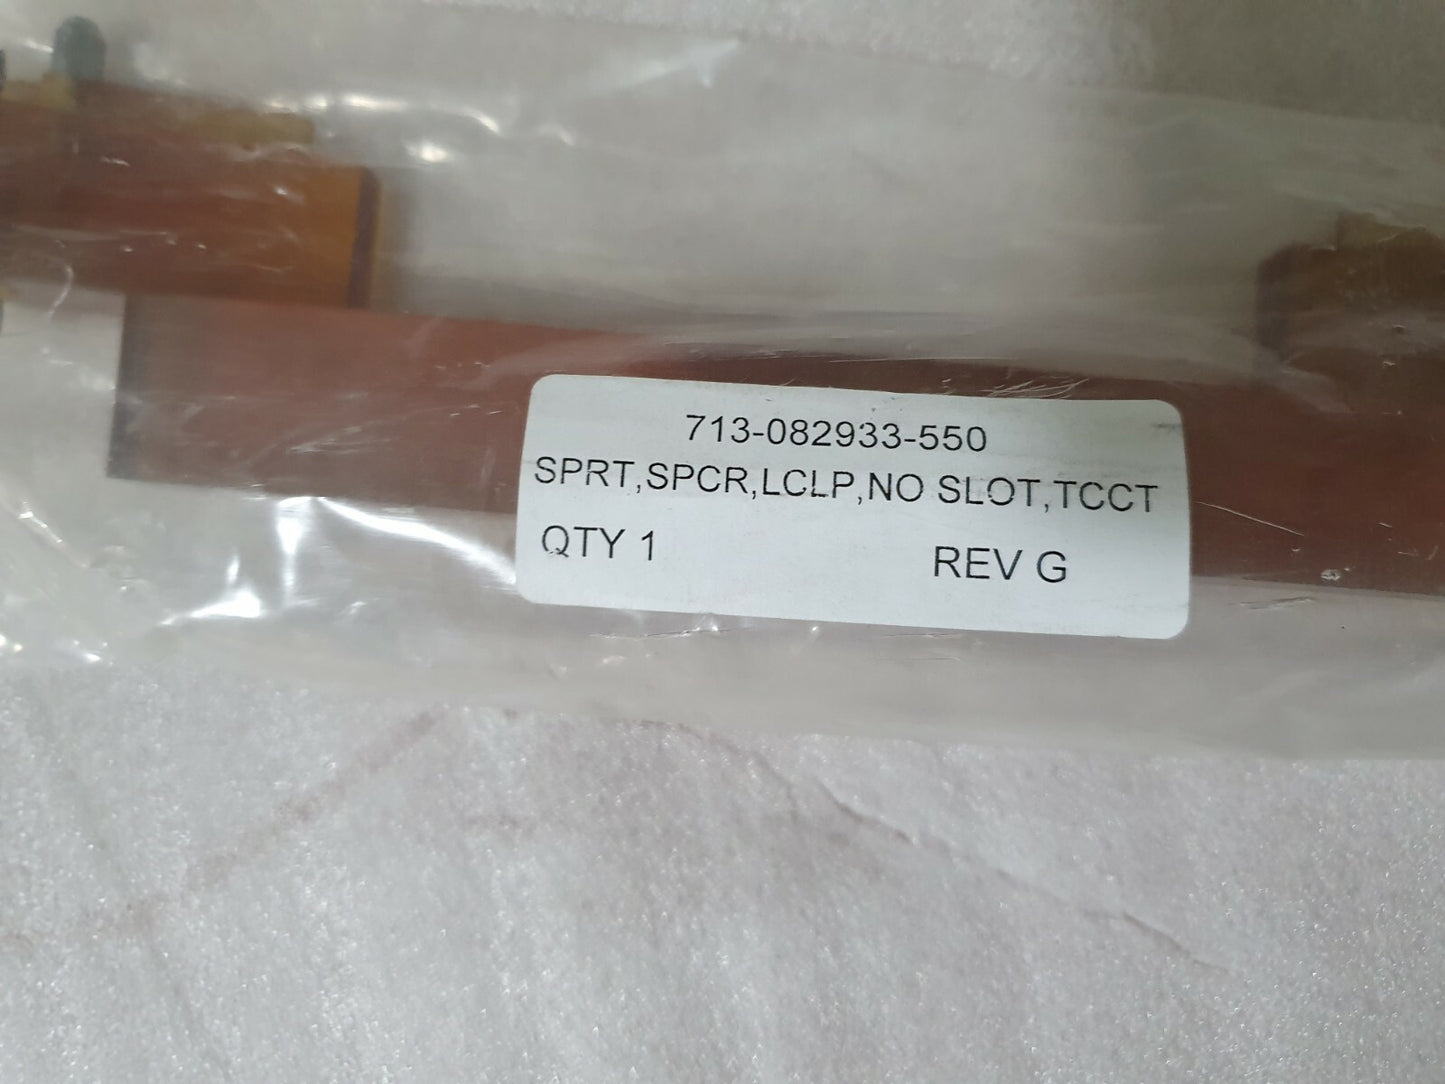 713-082933-550
SPRT,SPCR,LCLP,NO SLOT,TCCT
QTY 1 REV G